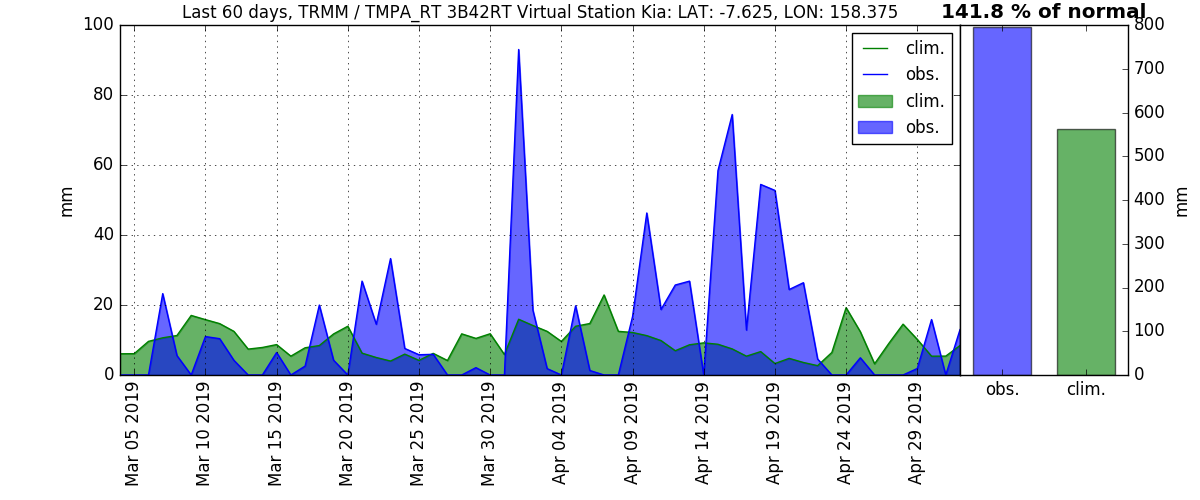 Last 60 days, TRMM / TMPA_RT 3B42RT Virtual Station Kia: LAT: -7.625, LON: 158.375
141.8 % of normal
100
80
60
40
20
0
mm
clim.
obs.
clim.
obs.
Mar 05 2019
Mar 10 2019
Mar 15 2019
Mar 20 2019
Mar 25 2019
Mar 30 2019
Apr 04 2019
Apr 09 2019
Apr 14 2019
Apr 19 2019
Apr 24 2019
Apr 29 2019
800
700
600
500
400
300
200
100
0
mm
obs.
clim.